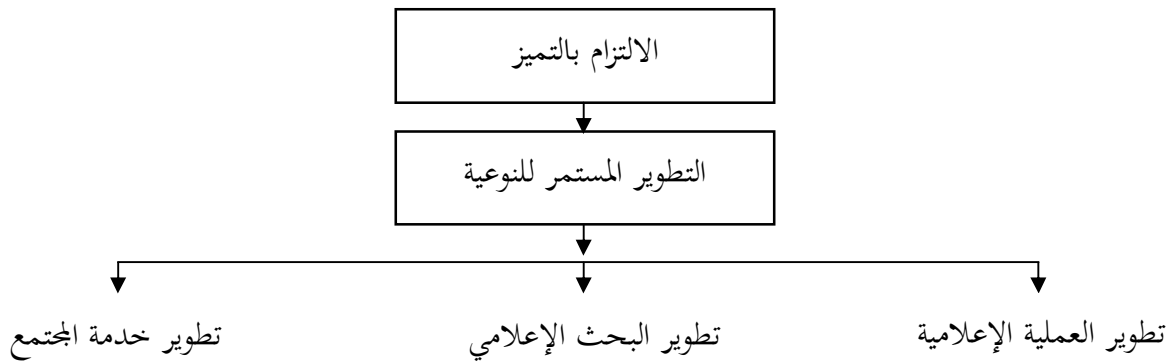 الالتزام بالتميز
التطوير المستمر للنوعية
تطوير العملية الإعلامية
تطوير البحث الإعلامي
تطوير خدمة المجتمع